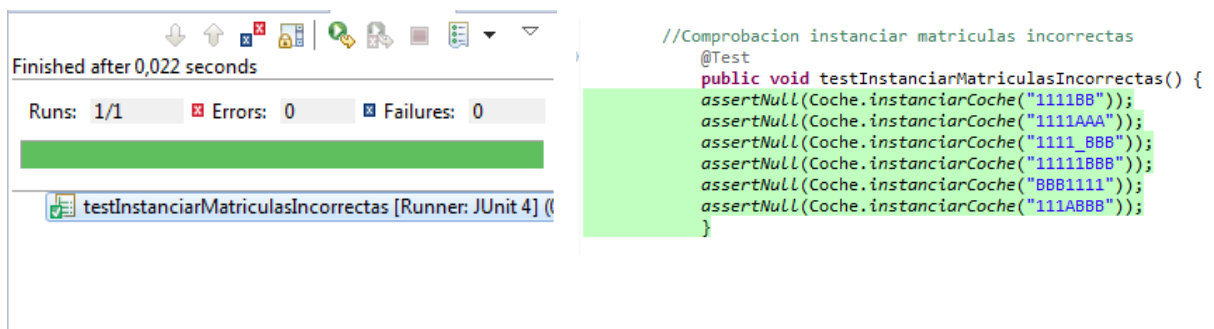 Finished after 0,022 seconds
Runs: 1/1 Errors: 0 Failures: 0
testInstanciarMatriculasIncorrectas [Runner: JUnit 4] (0
//Comprobacion instanciar matriculas incorrectas
@Test
public void testInstanciarMatriculasIncorrectas() {
assertNull(Coche.instanciarCoche("1111BB"));
assertNull(Coche.instanciarCoche("1111AAA"));
assertNull(Coche.instanciarCoche("1111_BBB"));
assertNull(Coche.instanciarCoche("11111BBB"));
assertNull(Coche.instanciarCoche("BBB1111"));
assertNull(Coche.instanciarCoche("111ABBB"));
}